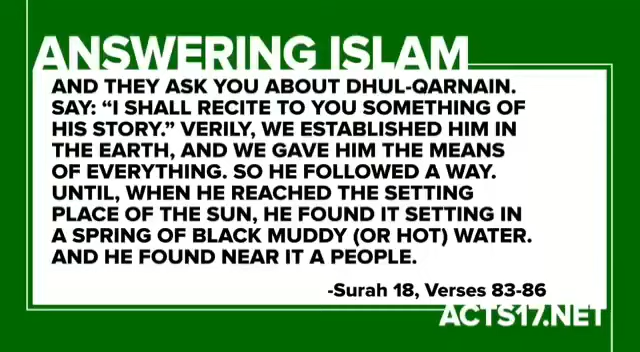 ANSWERING ISLAM
AND THEY ASK YOU ABOUT DHUL-QARNAIN.
SAY: “I SHALL RECITE TO YOU SOMETHING OF
HIS STORY.” VERILY, WE ESTABLISHED HIM IN
THE EARTH, AND WE GAVE HIM THE MEANS
OF EVERYTHING. SO HE FOLLOWED A WAY.
UNTIL, WHEN HE REACHED THE SETTING
PLACE OF THE SUN, HE FOUND IT SETTING IN
A SPRING OF BLACK MUDDY (OR HOT) WATER.
AND HE FOUND NEAR IT A PEOPLE.
-Surah 18, Verses 83-86
ACTS17.NET